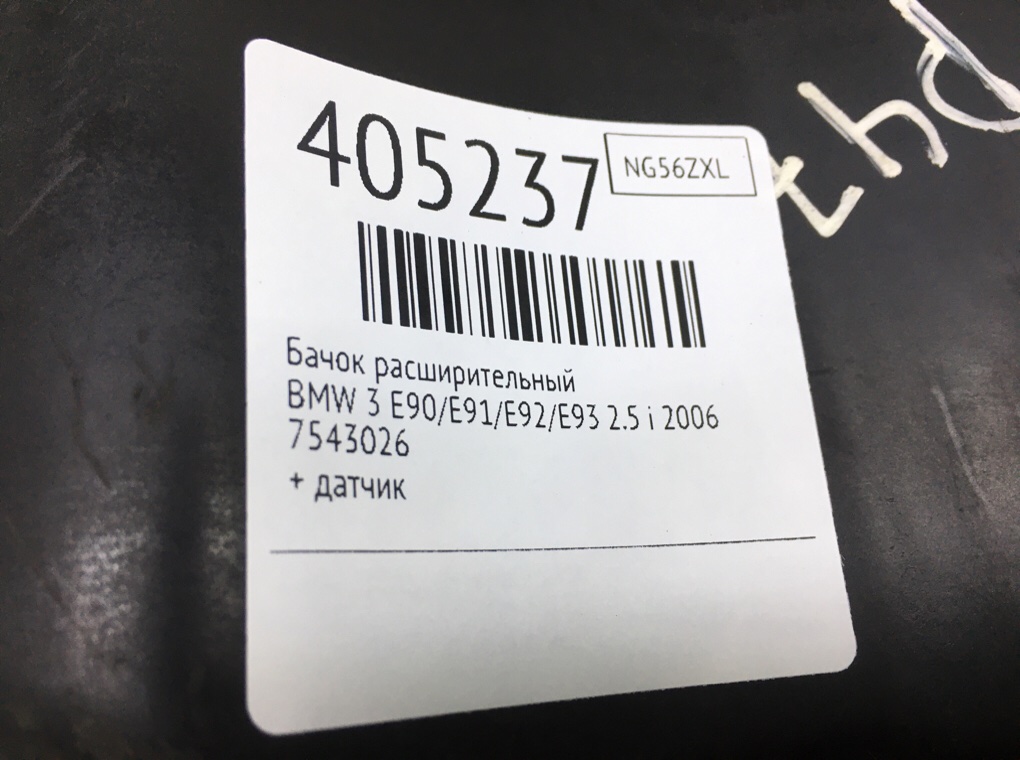 405237
NG56ZXL
Бачок расширительный
BMW 3 E90/E91/E92/E93 2.5 i 2006
7543026
+ датчик